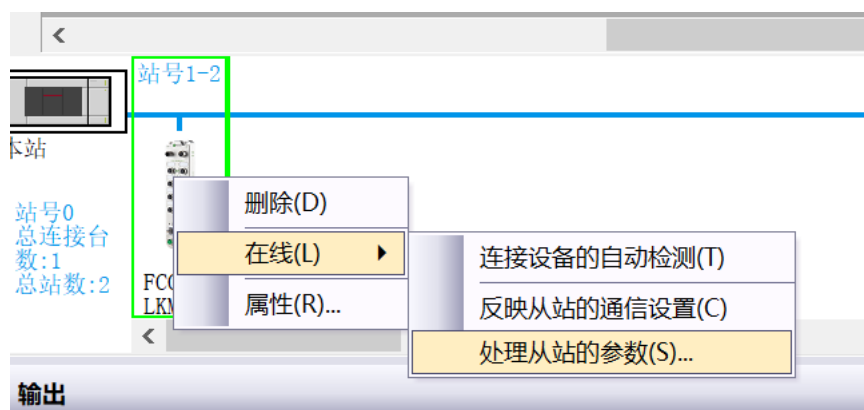 站号1-2
本站
站号0
总连接台
数:1
总站数:2
删除(D)
在线(L)
属性(R)...
连接设备的自动检测(T)
反映从站的通信设置(C)
处理从站的参数(S)...
输出